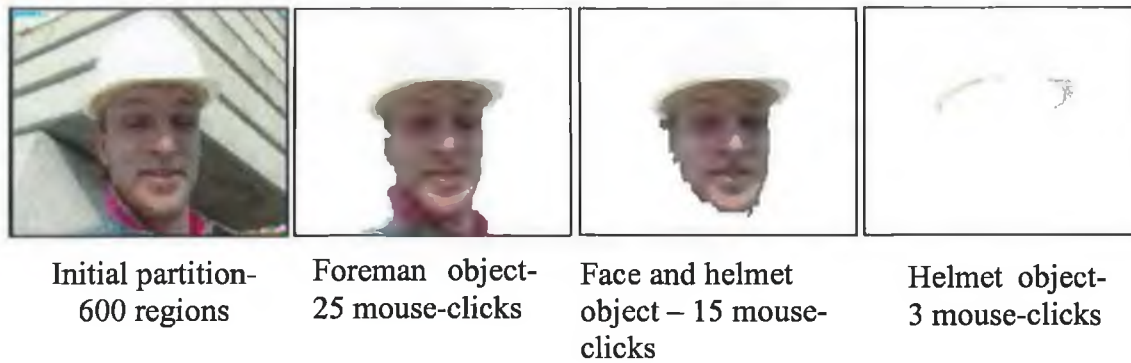 Initial partition-
600 regions
Foreman object-
25 mouse-clicks
Face and helmet
object – 15 mouse-
clicks
Helmet object-
3 mouse-clicks